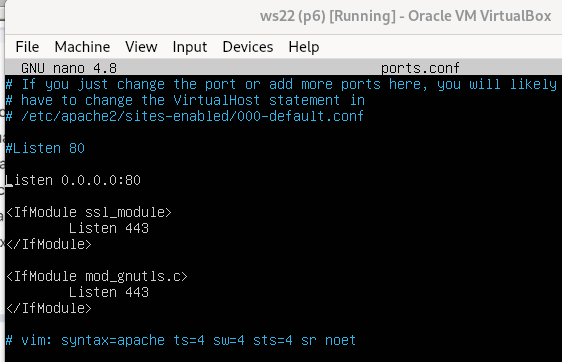 ws22 (p6) [Running] - Oracle VM VirtualBox
File Machine View Input Devices Help
GNU nano 4.8 ports.conf
# If you just change the port or add more ports here, you will likely
# have to change the VirtualHost statement in
# /etc/apache2/sites-enabled/000-default.conf
#Listen 80
Listen 0.0.0.0:80
<IfModule ssl_module>
Listen 443
</IfModule>
<IfModule mod_gnutls.c>
Listen 443
</IfModule>
# vim: syntax=apache ts=4 sw=4 sts=4 sr noet